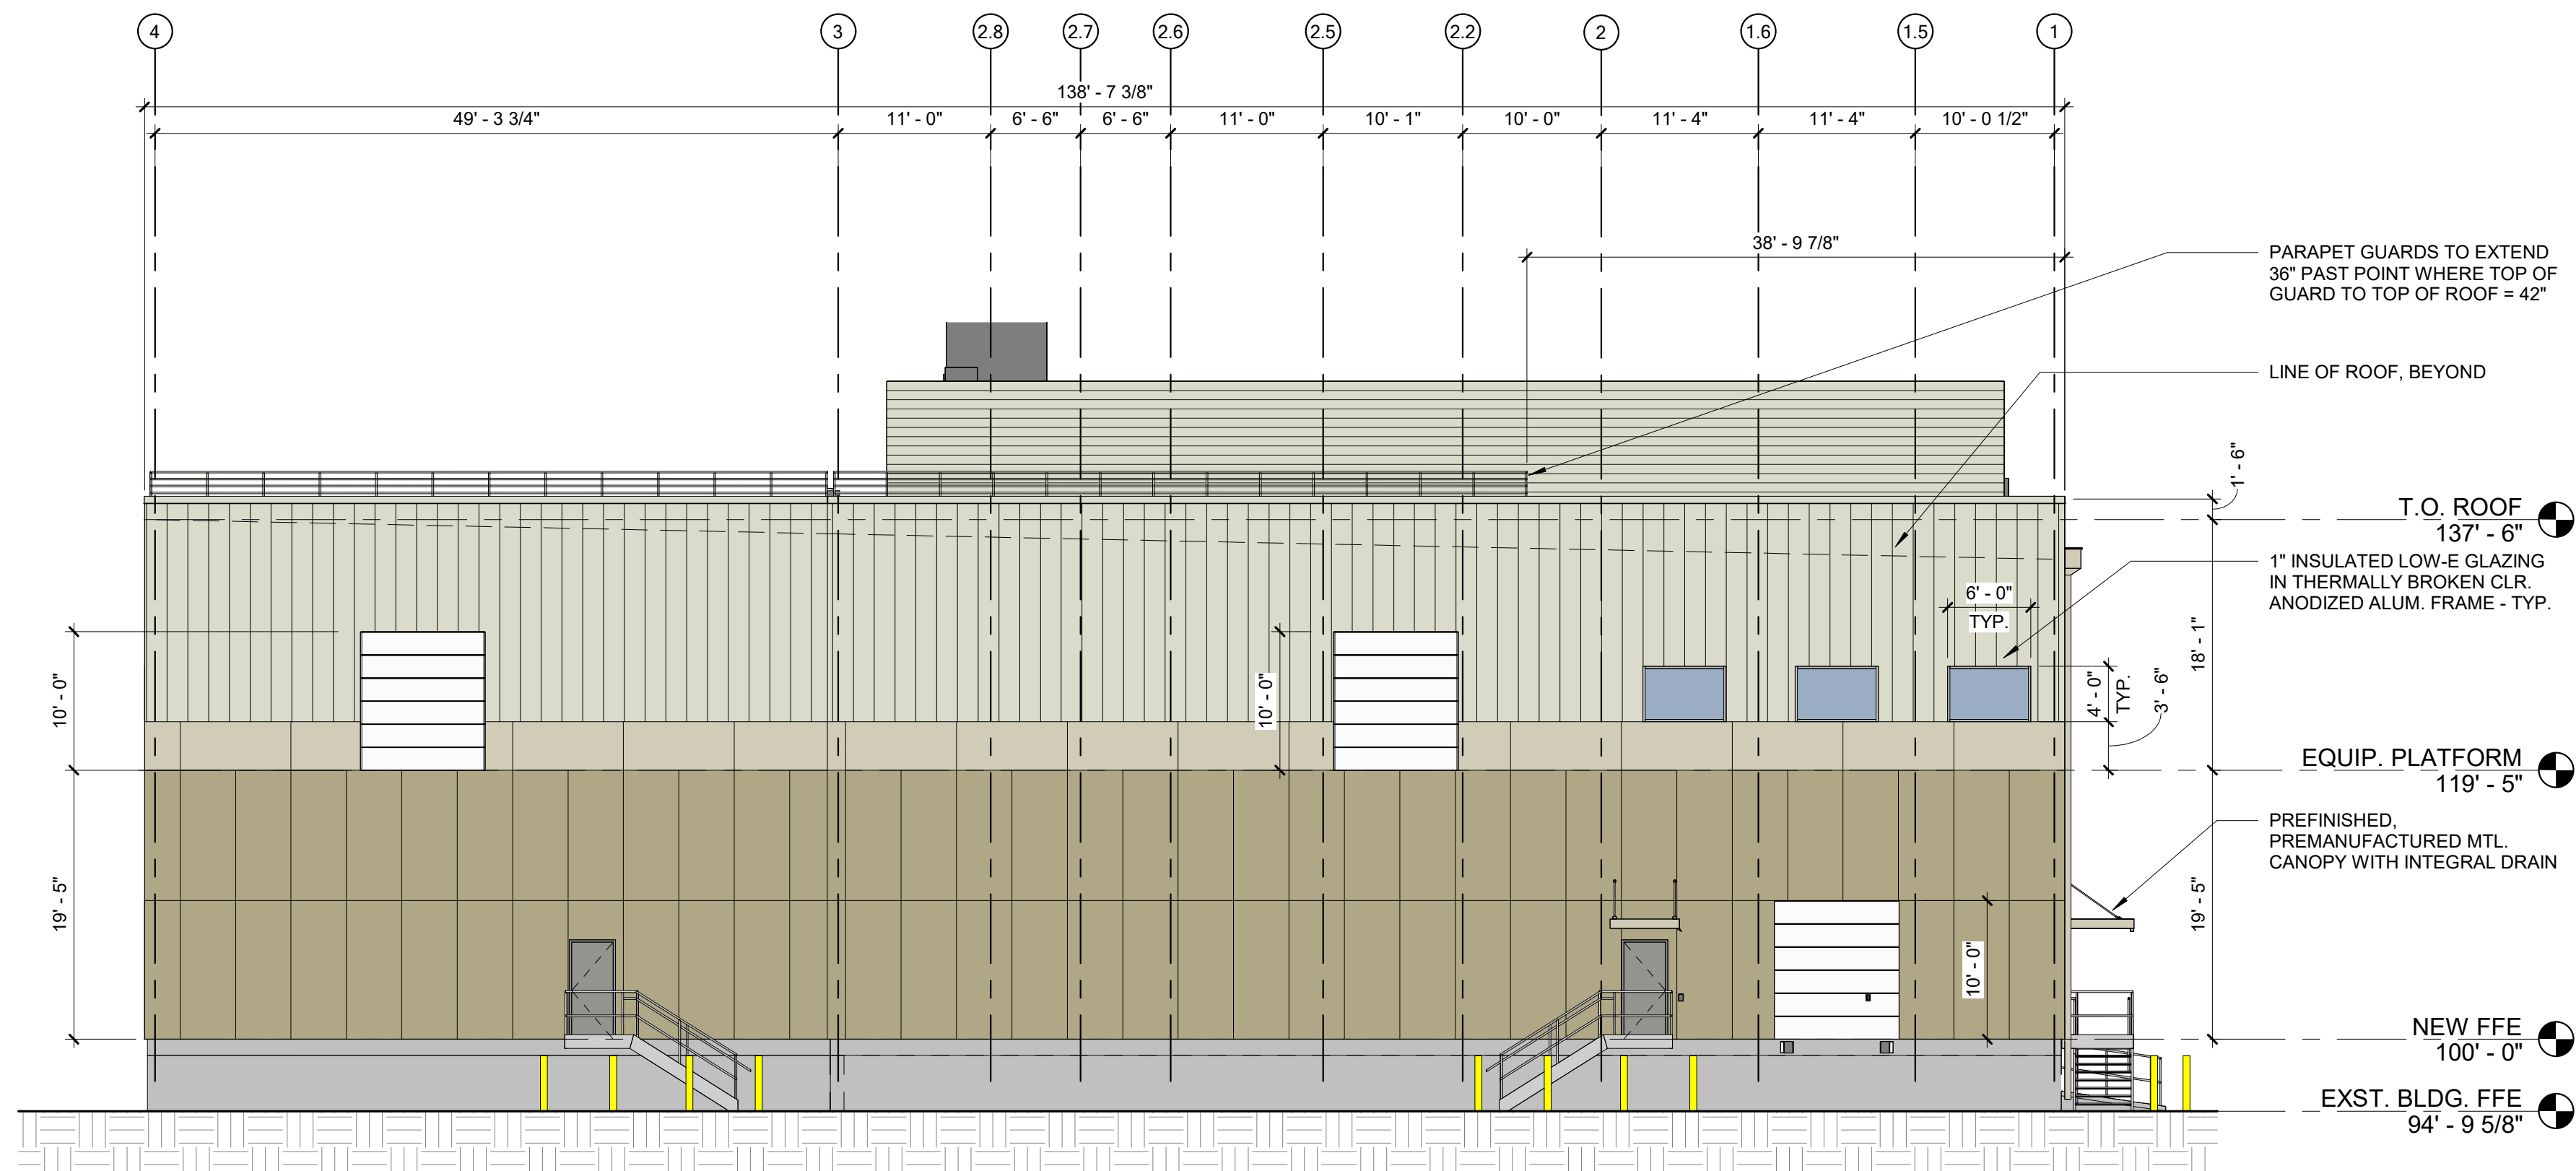 4 3 2.8 2.7 2.6 2.5 2.2 2 1.6 1.5 1
138' - 7 3/8"
49' - 3 3/4" 11' - 0" 6' - 6" 6' - 6" 11' - 0" 10' - 1" 10' - 0" 11' - 4" 11' - 4" 10' - 0 1/2"
38' - 9 7/8"
PARAPET GUARDS TO EXTEND
36" PAST POINT WHERE TOP OF
GUARD TO TOP OF ROOF = 42"
LINE OF ROOF, BEYOND
1' - 6"
T.O. ROOF
137' - 6"
1" INSULATED LOW-E GLAZING
IN THERMALLY BROKEN CLR.
ANODIZED ALUM. FRAME - TYP.
6' - 0"
TYP.
18' - 1"
10' - 0"
10' - 0"
4' - 0"
TYP.
3' - 6"
EQUIP. PLATFORM
119' - 5"
PREFINISHED,
PREMANUFACTURED MTL.
CANOPY WITH INTEGRAL DRAIN
19' - 5"
19' - 5"
10' - 0"
NEW FFE
100' - 0"
EXST. BLDG. FFE
94' - 9 5/8"